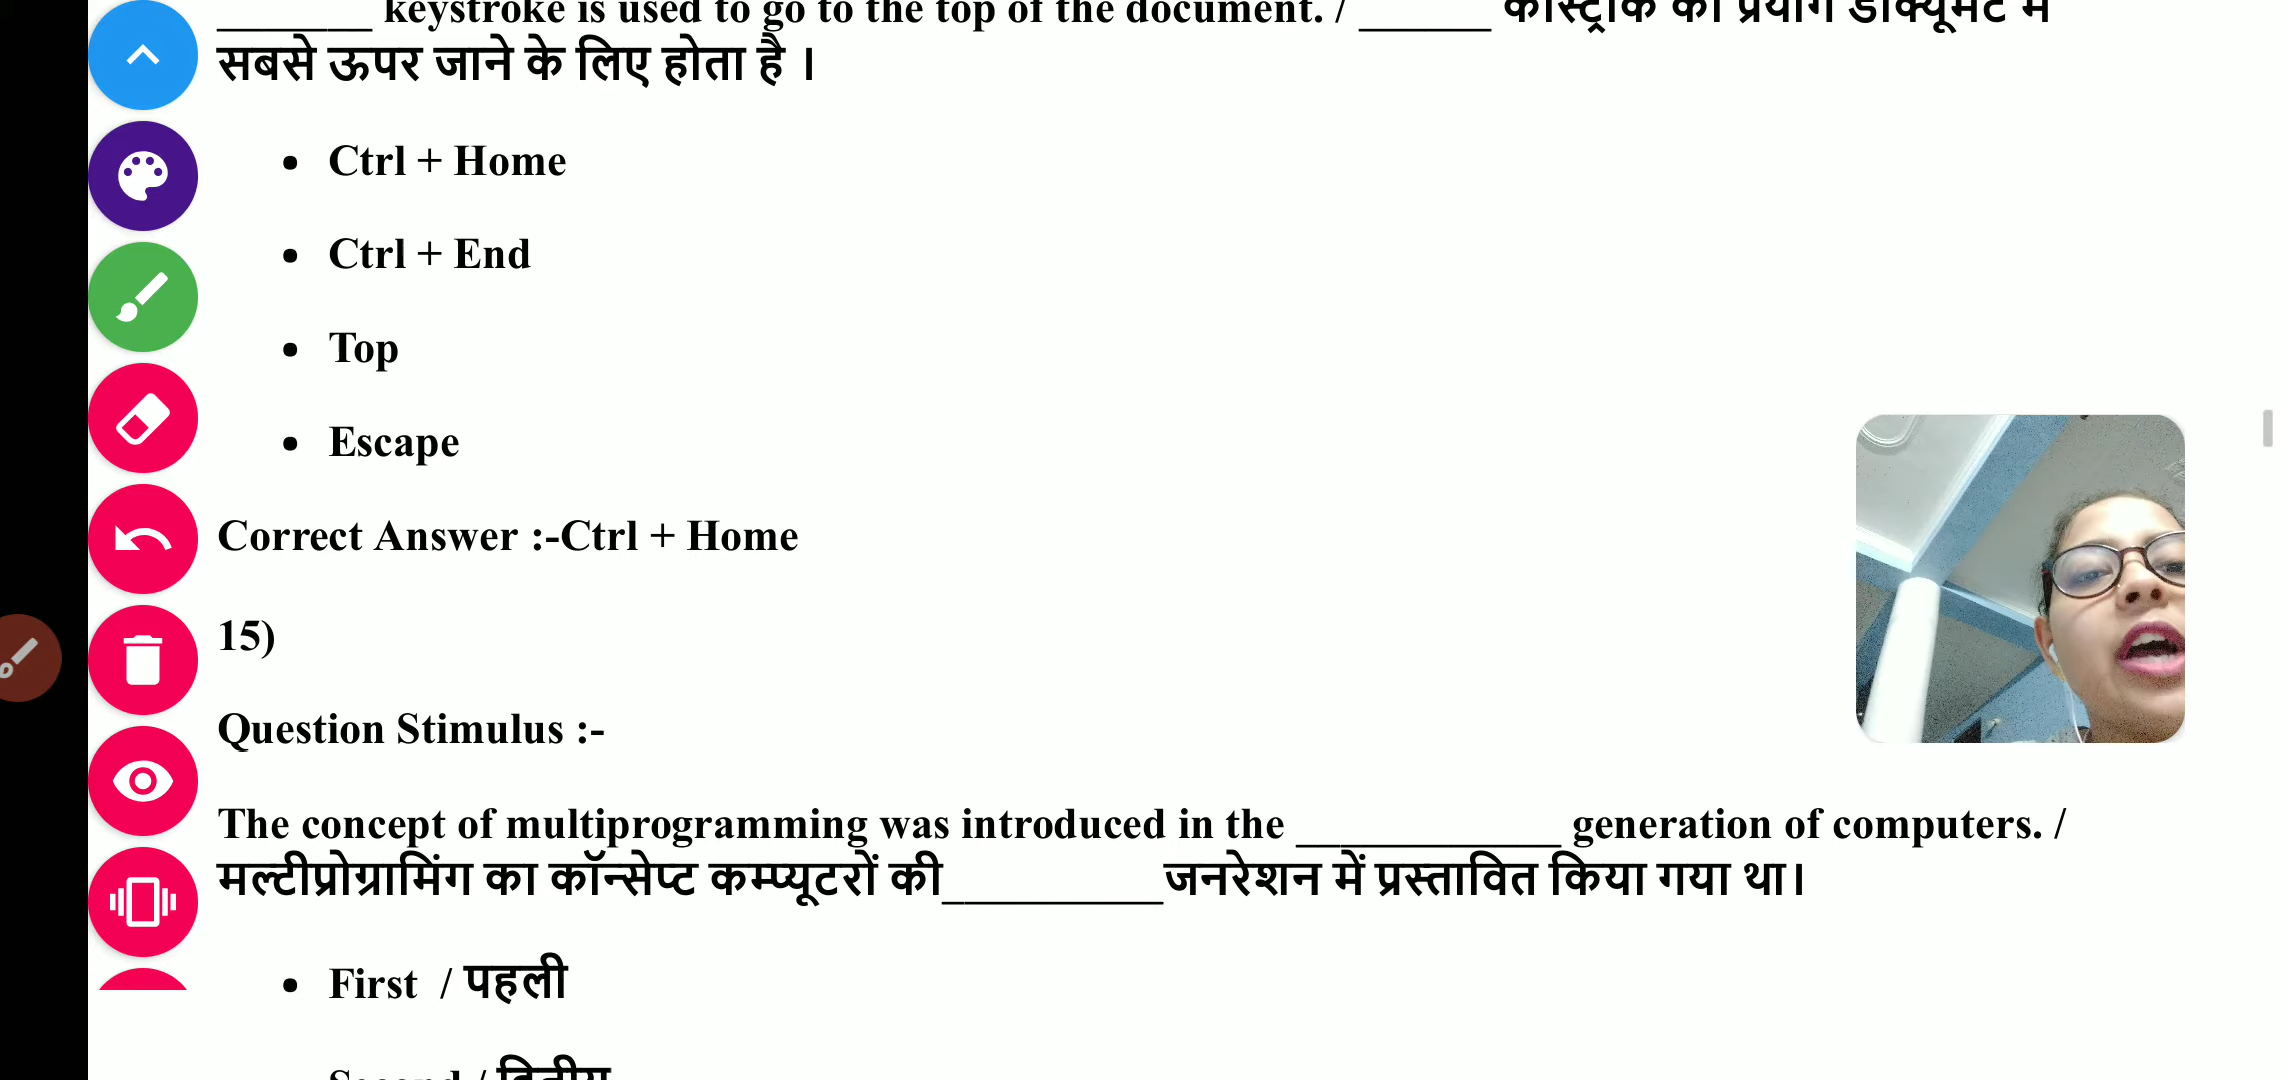 _______ keystroke is used to go to the top of the document. / ______ कीस्ट्रोक का प्रयोग डॉक्यूमेंट में
सबसे ऊपर जाने के लिए होता है ।
• Ctrl + Home
• Ctrl + End
• Top
• Escape
Correct Answer :-Ctrl + Home
15)
Question Stimulus :-
The concept of multiprogramming was introduced in the ____________ generation of computers. /
मल्टीप्रोग्रामिंग का कॉन्सेप्ट कम्प्यूटरों की__________जनरेशन में प्रस्तावित किया गया था।
• First / पहली
Second / द्वितीय